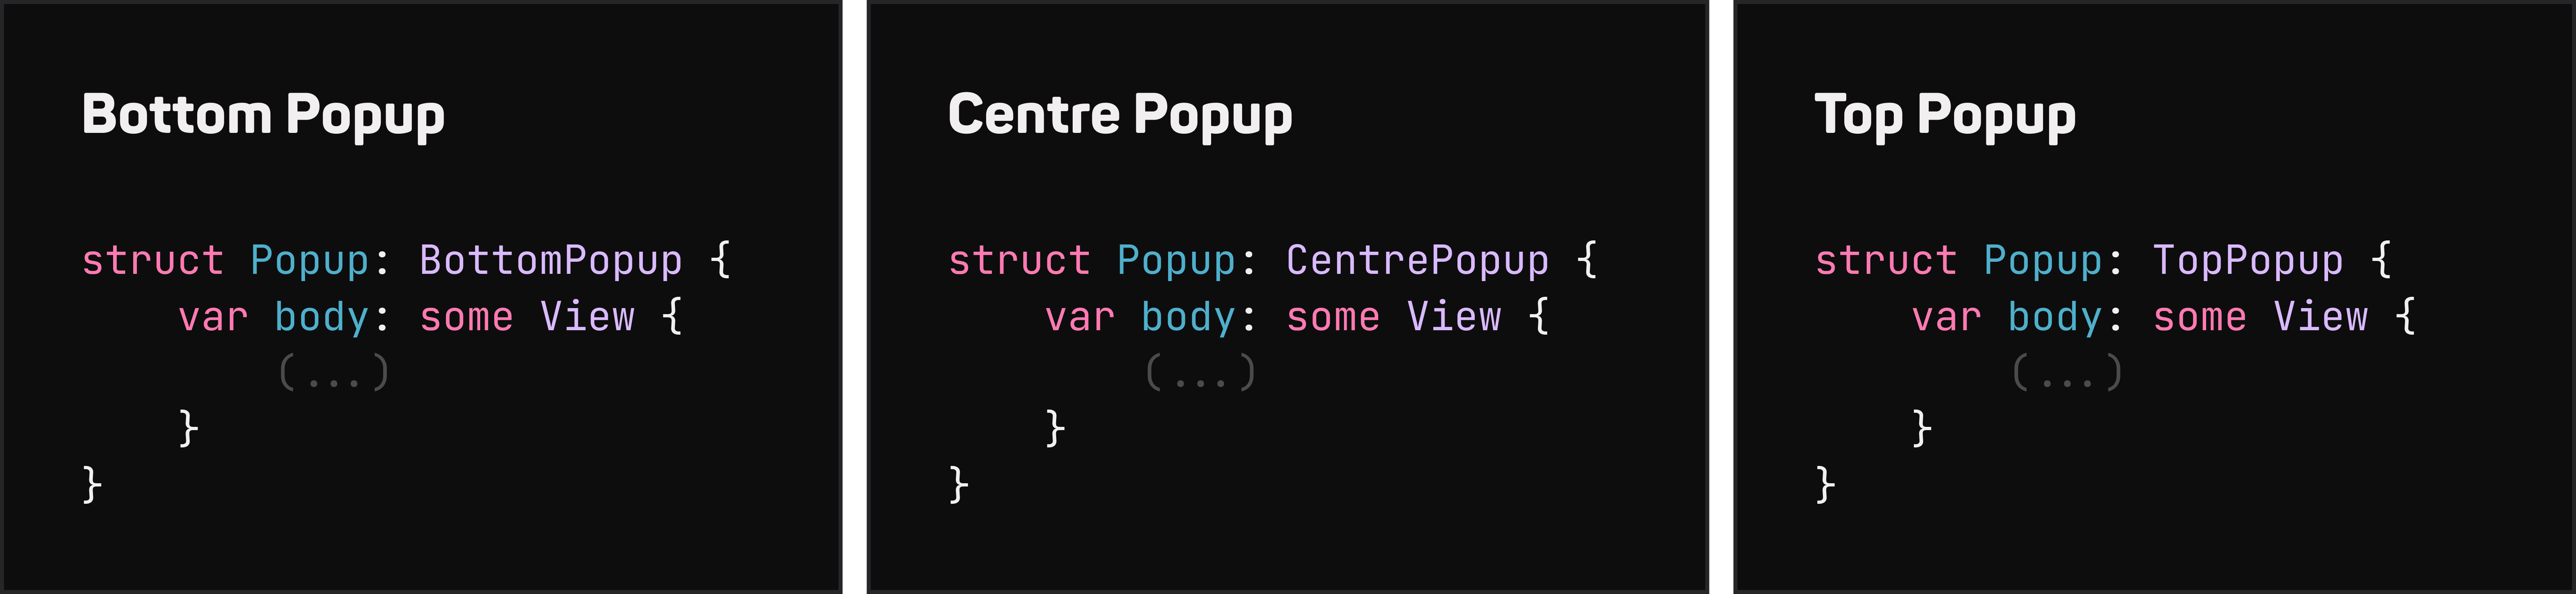 Bottom Popup
struct Popup: BottomPopup {
    var body: some View {
        (...)
    }
}
Centre Popup
struct Popup: CentrePopup {
    var body: some View {
        (...)
    }
}
Top Popup
struct Popup: TopPopup {
    var body: some View {
        (...)
    }
}